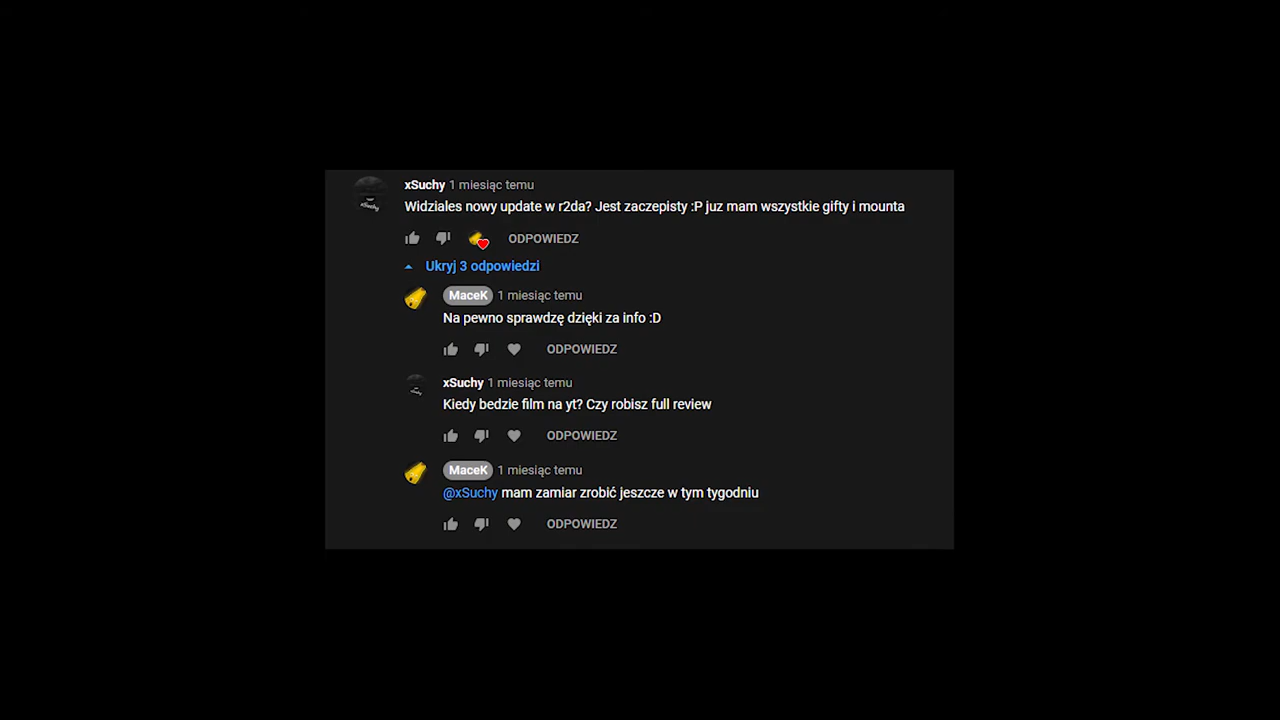 xSuchy 1 miesiąc temu
Widziales nowy update w r2da? Jest zaczepisty :P juz mam wszystkie gifty i mounta
ODPOWIEDZ
Ukryj 3 odpowiedzi
MaceK 1 miesiąc temu
Na pewno sprawdzę dzięki za info :D
ODPOWIEDZ
xSuchy 1 miesiąc temu
Kiedy bedzie film na yt? Czy robisz full review
ODPOWIEDZ
MaceK 1 miesiąc temu
@xSuchy mam zamiar zrobić jeszcze w tym tygodniu
ODPOWIEDZ